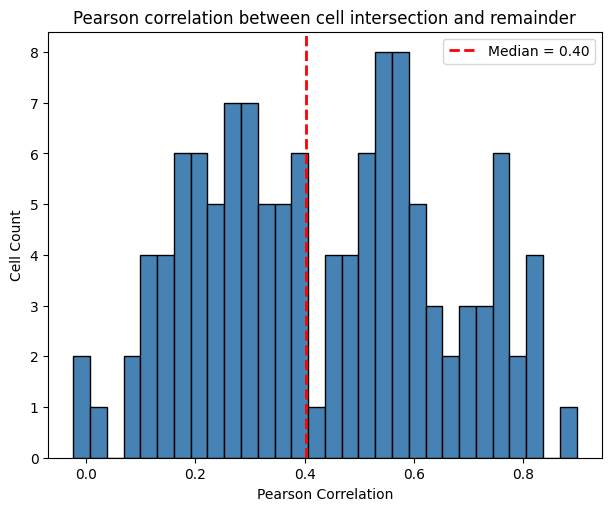 Pearson correlation between cell intersection and remainder
Median = 0.40
Cell Count
8
7
6
5
4
3
2
1
0
0.0 0.2 0.4 0.6 0.8
Pearson Correlation